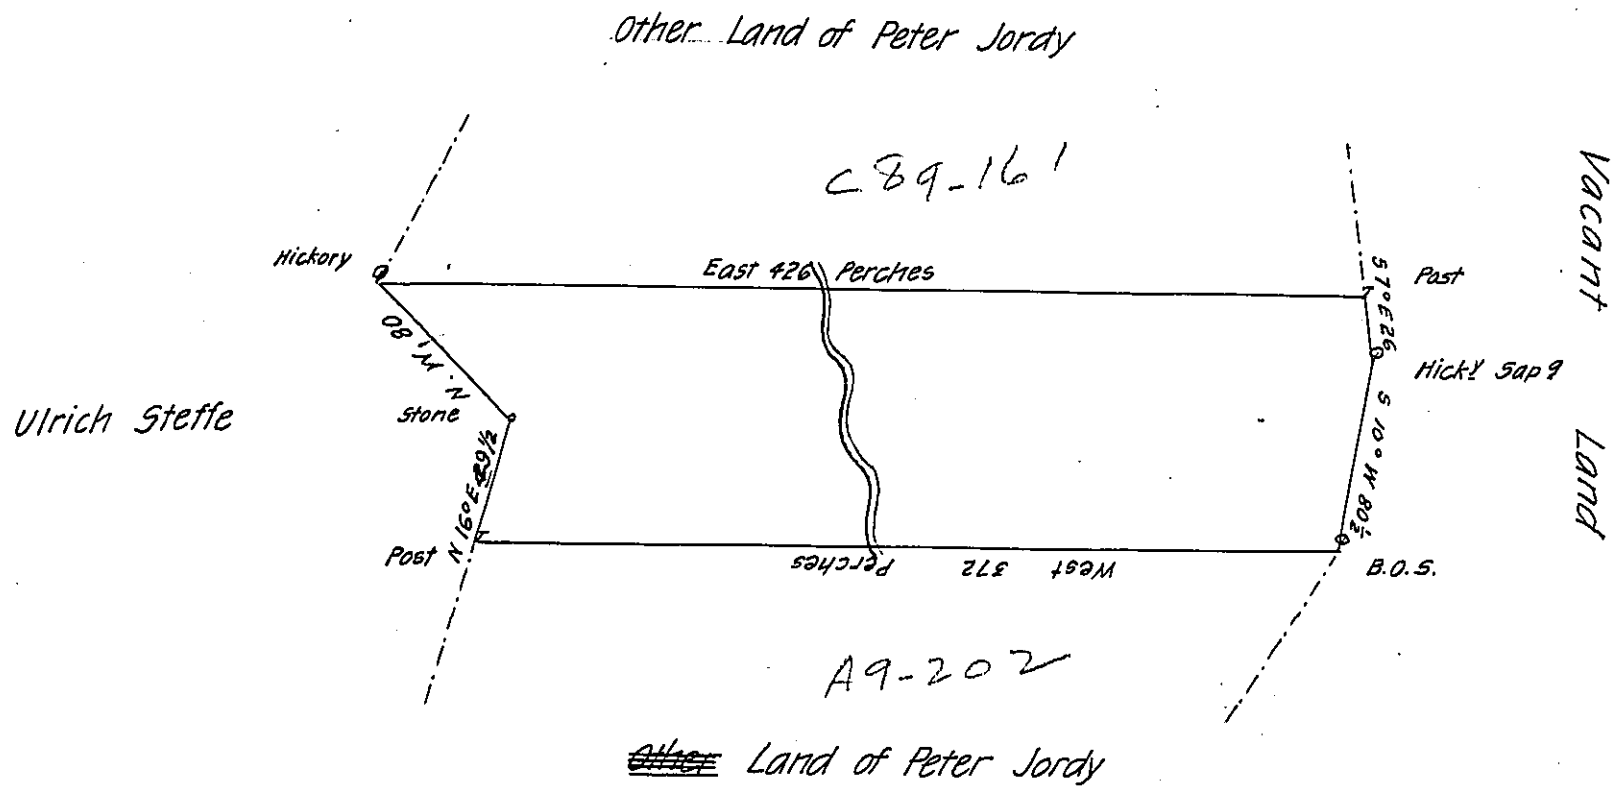 Other Land of Peter Jordy
C89-161
Hickory
East 426 Perches
Post
S 7° E 26
Hick.y Sap g
Vacant Land
N. W. 80
Stone
Ulrich Steffe
S 10° W 80½
N 16° E 49½
Post
West 372 Perches
B.O.S.
A9-202
Other Land of Peter Jordy